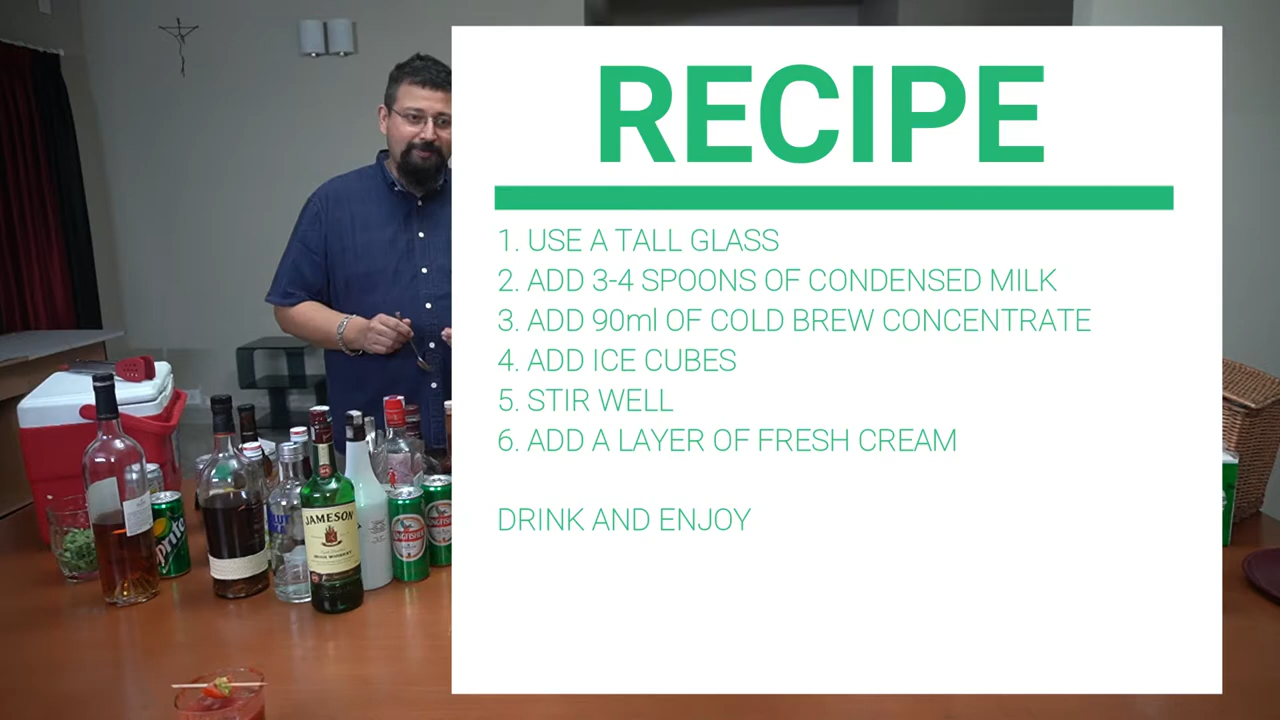 RECIPE
1. USE A TALL GLASS
2. ADD 3-4 SPOONS OF CONDENSED MILK
3. ADD 90ml OF COLD BREW CONCENTRATE
4. ADD ICE CUBES
5. STIR WELL
6. ADD A LAYER OF FRESH CREAM
DRINK AND ENJOY
Sprite
JAMESON
IRISH WHISKEY
KINGFISHER